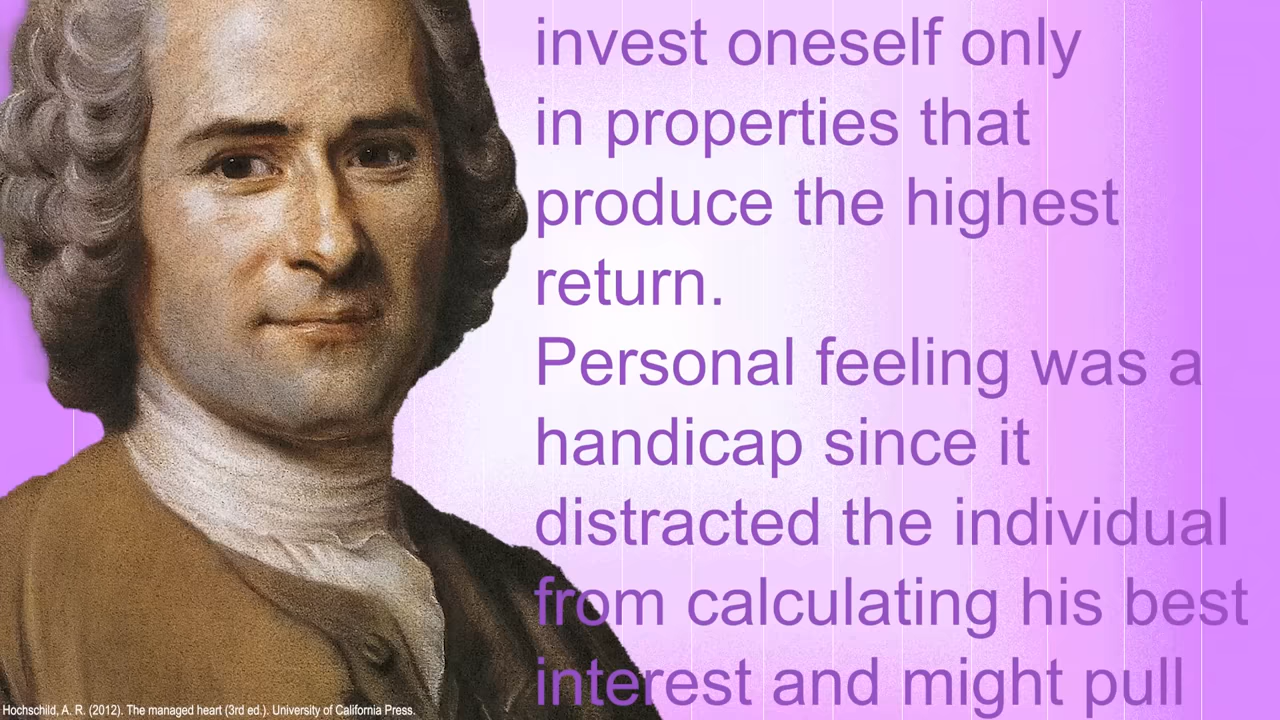 invest oneself only
in properties that
produce the highest
return.
Personal feeling was a
handicap since it
distracted the individual
from calculating his best
interest and might pull
Hochschild, A. R. (2012). The managed heart (3rd ed.). University of California Press.